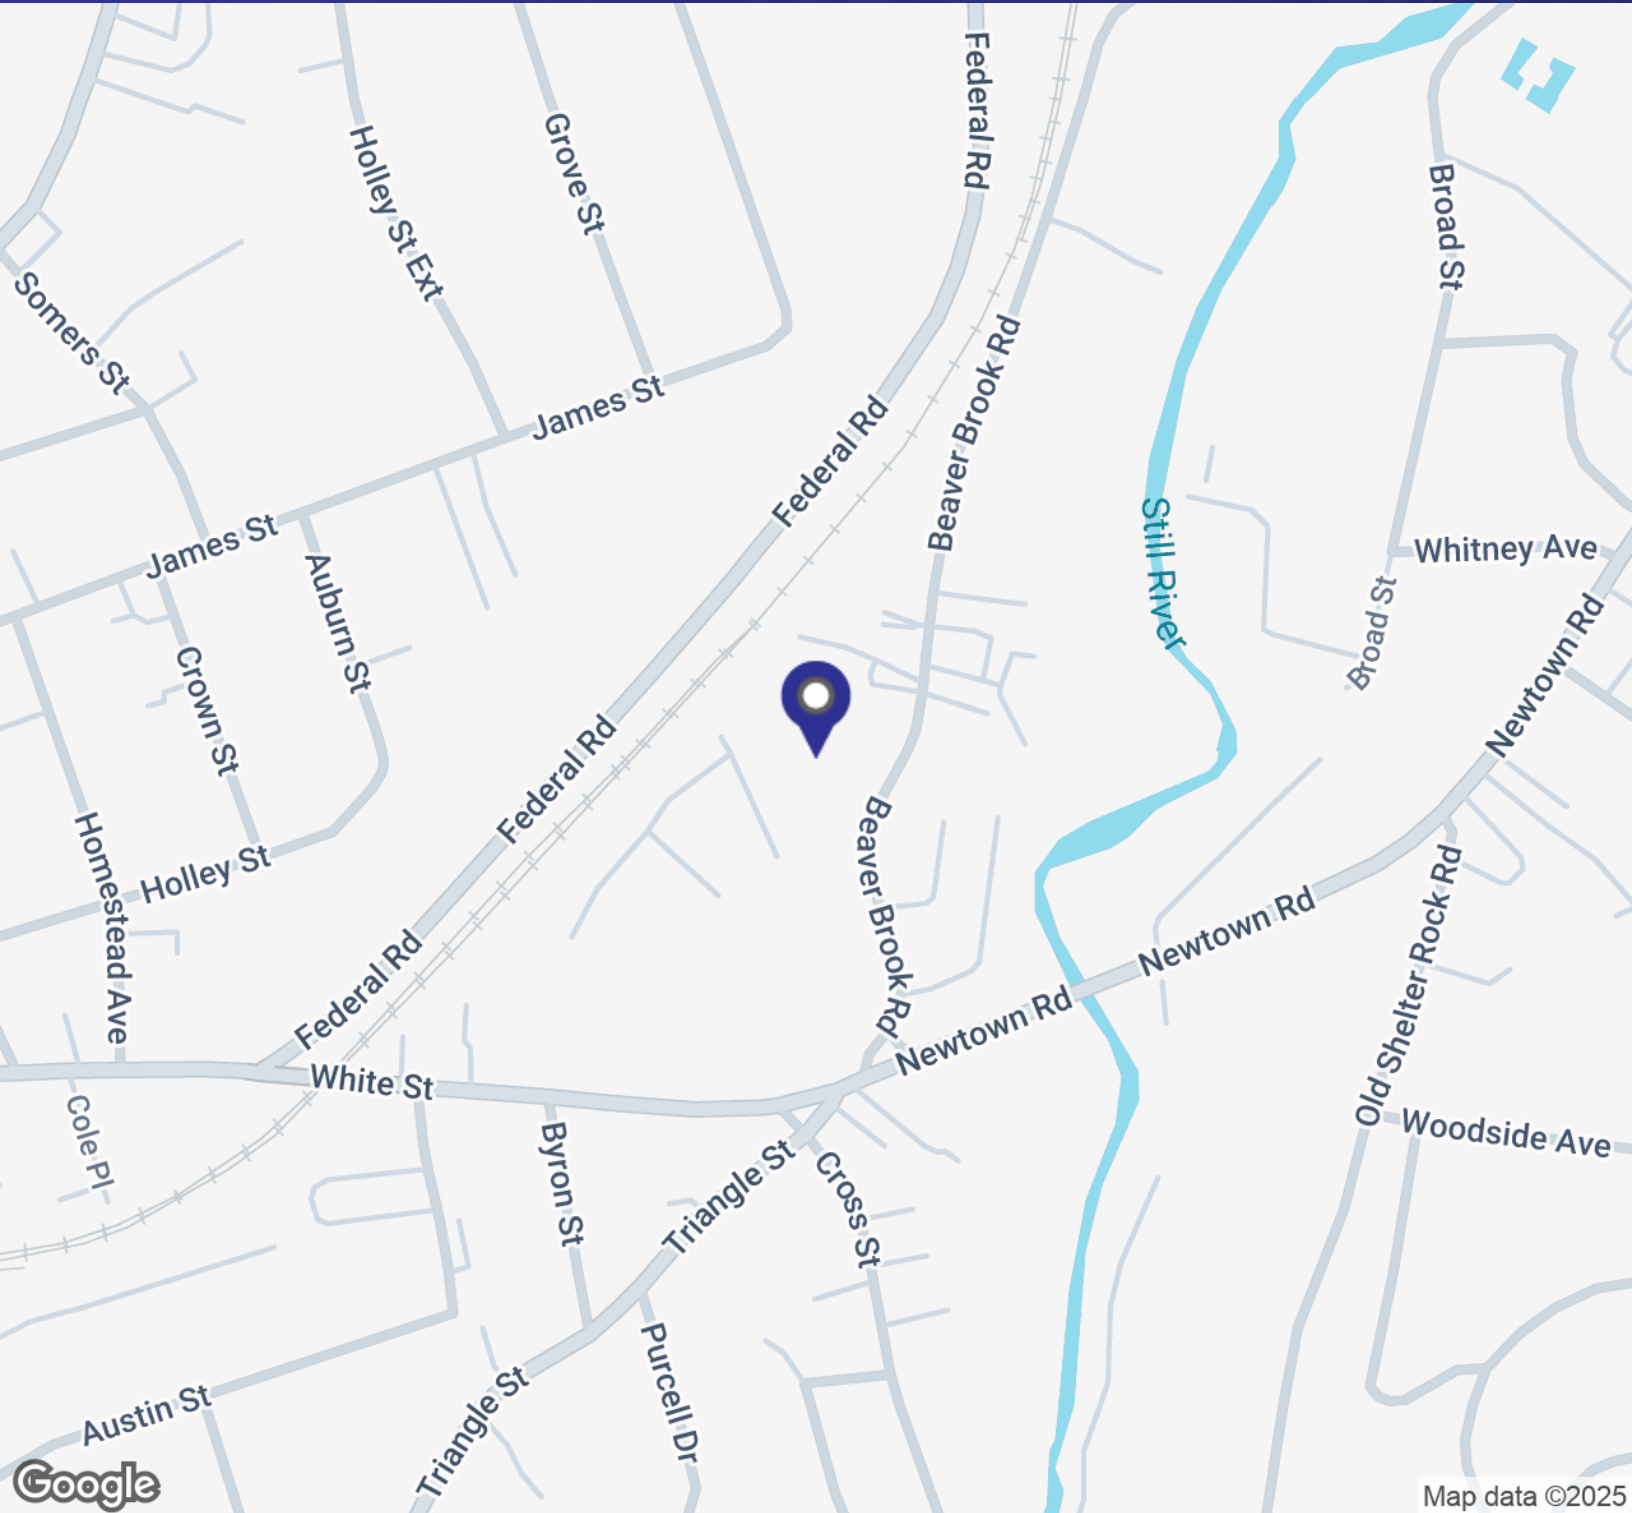 Federal Rd
Holley St Ext
Grove St
Broad St
Somers St
Beaver Brook Rd
James St
Federal Rd
Still River
James St
Whitney Ave
Auburn St
Broad St
Newtown Rd
Crown St
Federal Rd
Beaver Brook Rd
Homestead Ave
Holley St
Old Shelter Rock Rd
Newtown Rd
Federal Rd
Newtown Rd
White St
Cole Pl
Woodside Ave
Byron St
Triangle St
Cross St
Purcell Dr
Austin St
Triangle St
Google
Map data ©2025